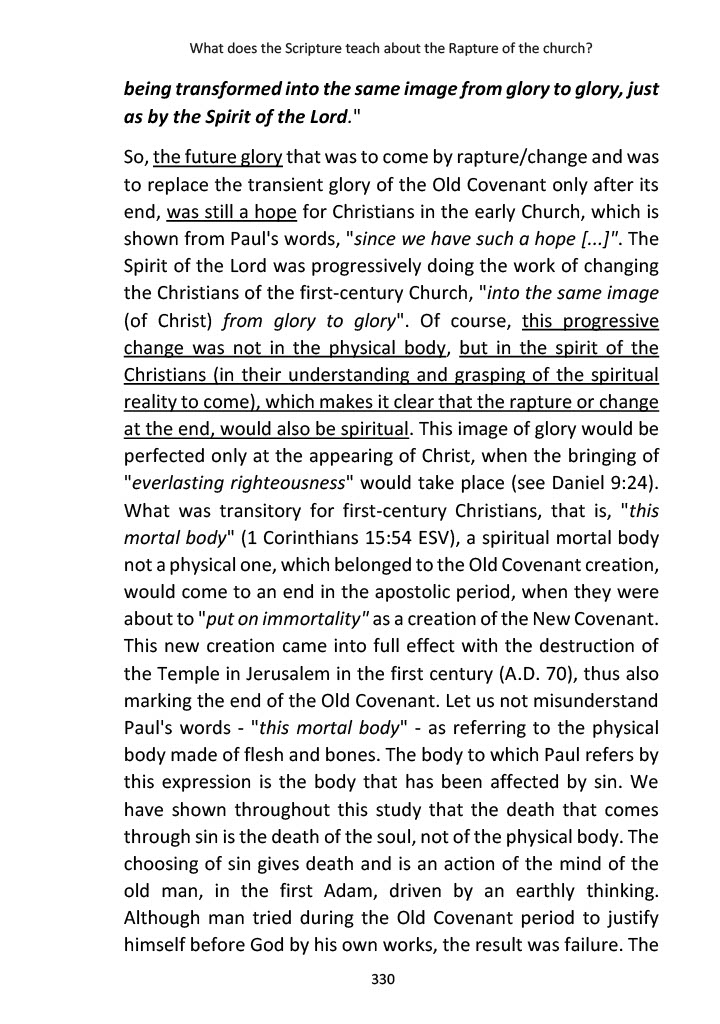 What does the Scripture teach about the Rapture of the church?
being transformed into the same image from glory to glory, just
as by the Spirit of the Lord."
So, the future glory that was to come by rapture/change and was
to replace the transient glory of the Old Covenant only after its
end, was still a hope for Christians in the early Church, which is
shown from Paul's words, "since we have such a hope [...]". The
Spirit of the Lord was progressively doing the work of changing
the Christians of the first-century Church, "into the same image
(of Christ) from glory to glory". Of course, this progressive
change was not in the physical body, but in the spirit of the
Christians (in their understanding and grasping of the spiritual
reality to come), which makes it clear that the rapture or change
at the end, would also be spiritual. This image of glory would be
perfected only at the appearing of Christ, when the bringing of
"everlasting righteousness" would take place (see Daniel 9:24).
What was transitory for first-century Christians, that is, "this
mortal body" (1 Corinthians 15:54 ESV), a spiritual mortal body
not a physical one, which belonged to the Old Covenant creation,
would come to an end in the apostolic period, when they were
about to "put on immortality" as a creation of the New Covenant.
This new creation came into full effect with the destruction of
the Temple in Jerusalem in the first century (A.D. 70), thus also
marking the end of the Old Covenant. Let us not misunderstand
Paul's words - "this mortal body" - as referring to the physical
body made of flesh and bones. The body to which Paul refers by
this expression is the body that has been affected by sin. We
have shown throughout this study that the death that comes
through sin is the death of the soul, not of the physical body. The
choosing of sin gives death and is an action of the mind of the
old man, in the first Adam, driven by an earthly thinking.
Although man tried during the Old Covenant period to justify
himself before God by his own works, the result was failure. The
330